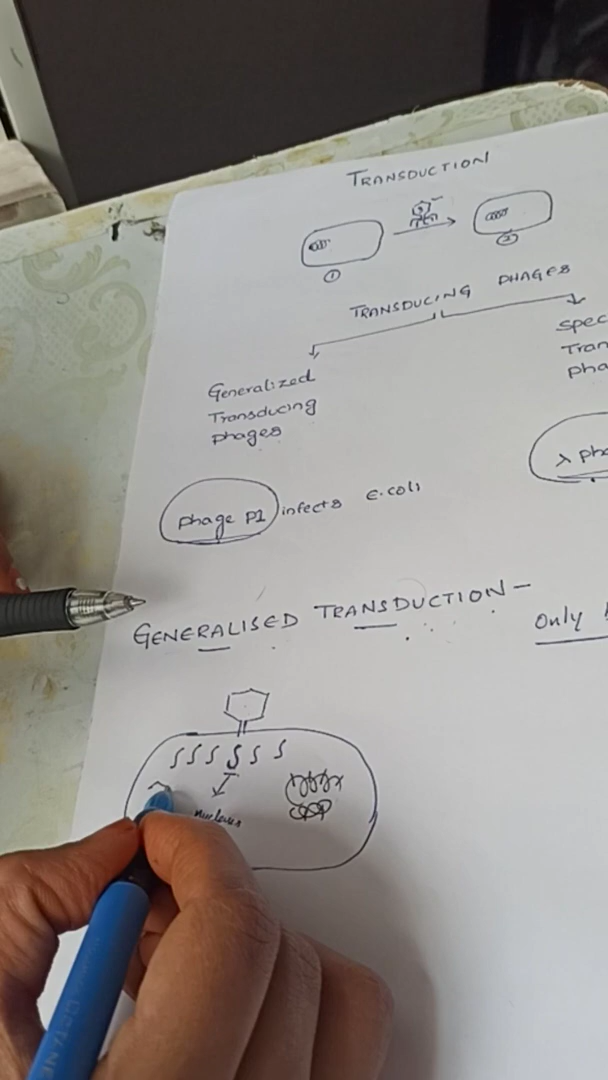 TRANSDUCTION
①
②
TRANSDUCING PHAGES
Generalized
Transducing
phages
Spec
Tran
pha
phage P1 infects E.coli
λ pha
GENERALISED TRANSDUCTION -
Only